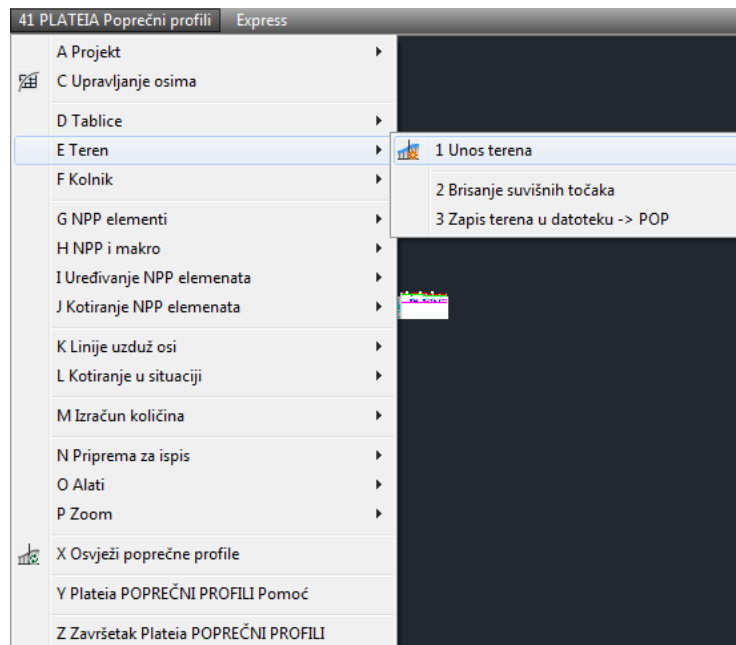 41 PLATEIA Poprečni profili Express
A Projekt
C Upravljanje osima
D Tablice
E Teren
F Kolnik
G NPP elementi
H NPP i makro
I Uređivanje NPP elemenata
J Kotiranje NPP elemenata
K Linije uzduž osi
L Kotiranje u situaciji
M Izračun količina
N Priprema za ispis
O Alati
P Zoom
X Osvježi poprečne profile
Y Plateia POPREČNI PROFILI Pomoć
Z Završetak Plateia POPREČNI PROFILI
1 Unos terena
2 Brisanje suvišnih točaka
3 Zapis terena u datoteku -> POP